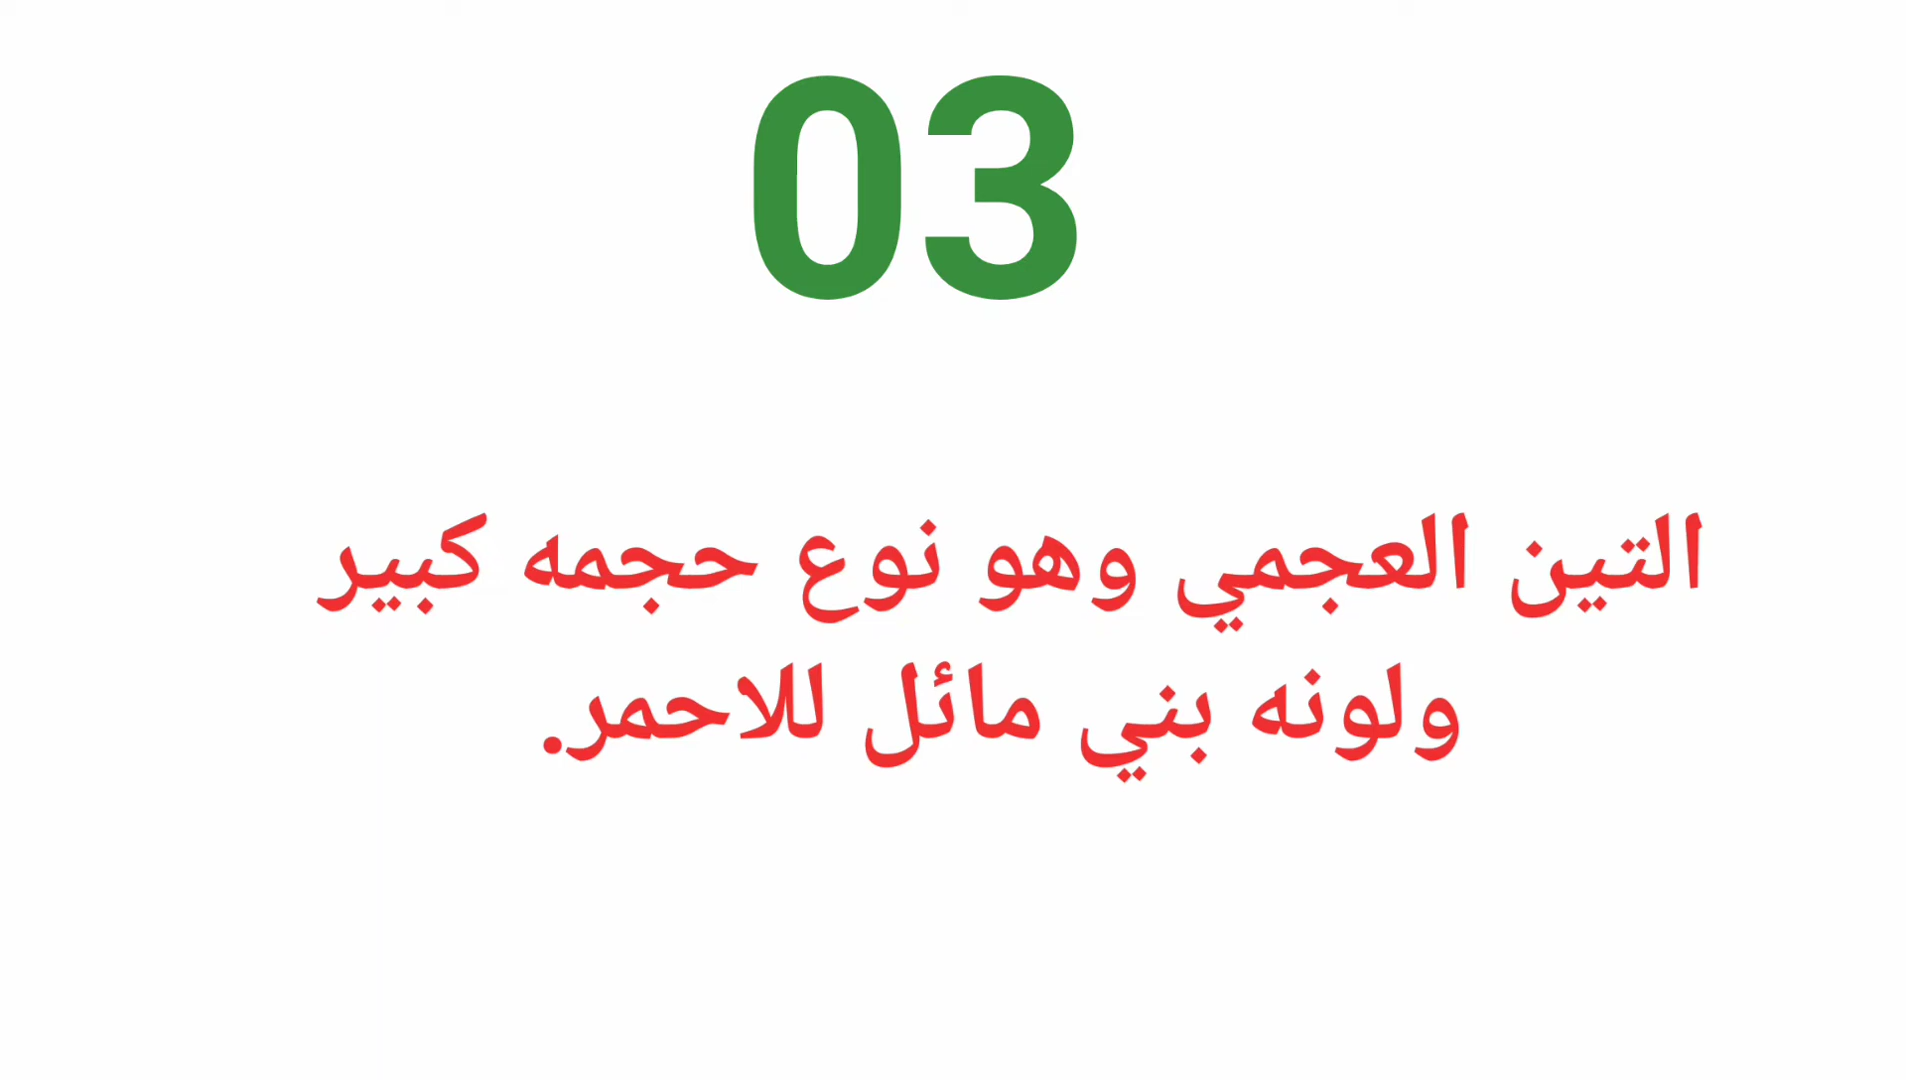 03
التين العجمي وهو نوع حجمه كبير
ولونه بني مائل للاحمر.